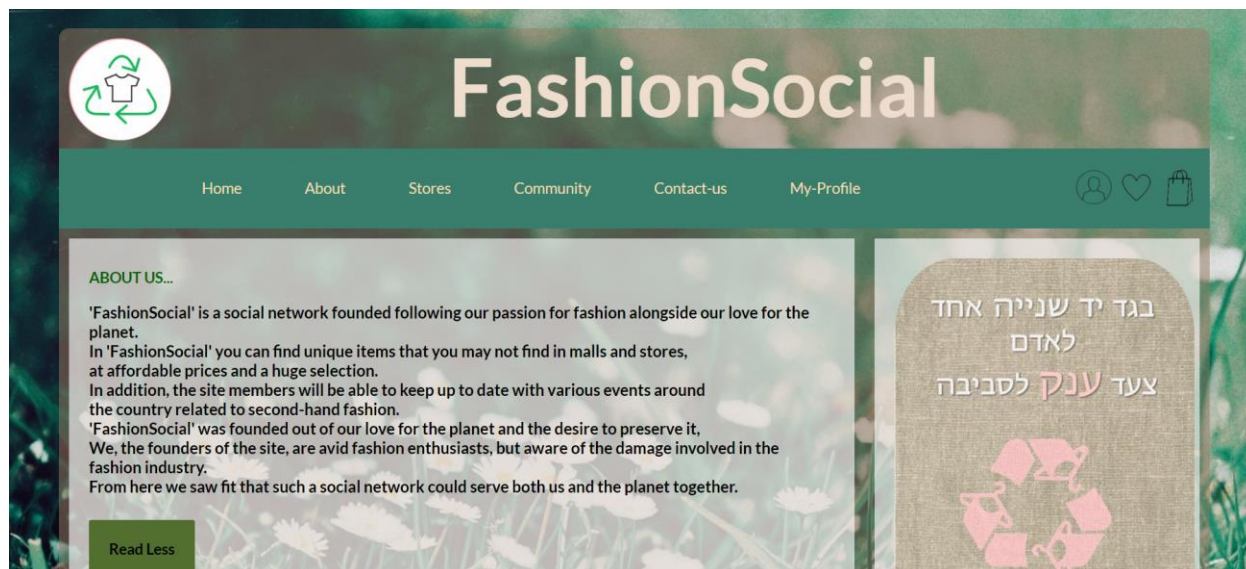 FashionSocial
Home About Stores Community Contact-us My-Profile
ABOUT US...
'FashionSocial' is a social network founded following our passion for fashion alongside our love for the
planet.
In 'FashionSocial' you can find unique items that you may not find in malls and stores,
at affordable prices and a huge selection.
In addition, the site members will be able to keep up to date with various events around
the country related to second-hand fashion.
'FashionSocial' was founded out of our love for the planet and the desire to preserve it,
We, the founders of the site, are avid fashion enthusiasts, but aware of the damage involved in the
fashion industry.
From here we saw fit that such a social network could serve both us and the planet together.
Read Less
בגד יד שנייה אחד
לאדם
צעד ענק לסביבה